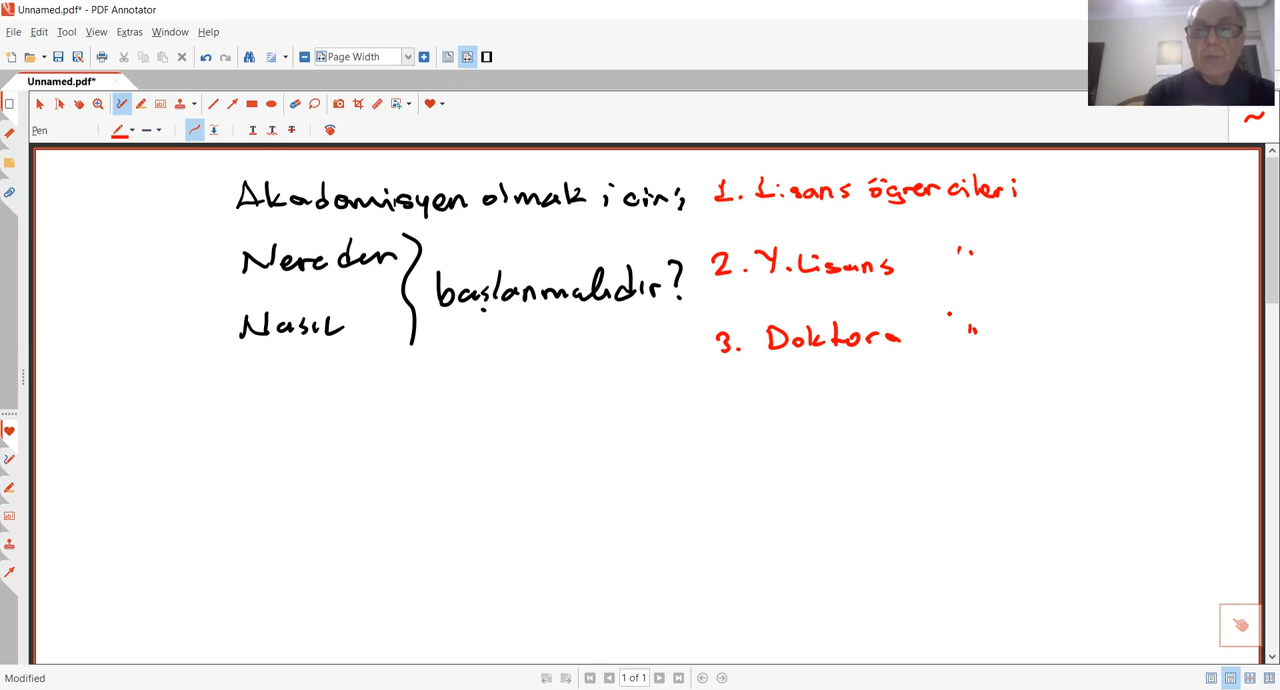 Unnamed.pdf* - PDF Annotator
File Edit Tool View Extras Window Help
Page Width
Unnamed.pdf*
Pen
Akademisyen olmak için;
Nereden
Nasıl
başlanmalıdır?
1. Lisans öğrencileri
2. Y. Lisans "
3. Doktora "
Modified
1 of 1